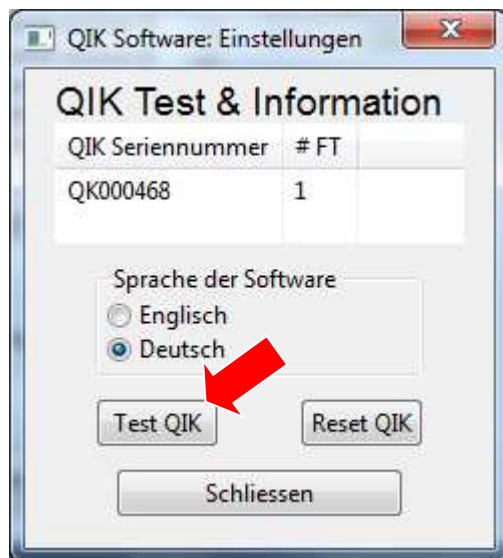 QIK Software: Einstellungen
QIK Test & Information
QIK Seriennummer # FT
QK000468 1
Sprache der Software
Englisch
Deutsch
Test QIK Reset QIK
Schliessen